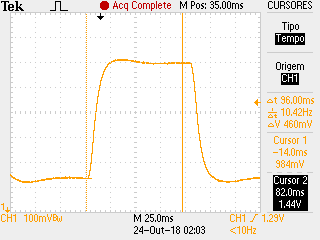 Tek Acq Complete M Pos: 35.00ms CURSORES
Tipo
Tempo
Origem
CH1
Δt 96.00ms
10.42Hz
ΔV 460mV
Cursor 1
-14.0ms
984mV
Cursor 2
82.0ms
1.44V
1
CH1 100mVBw M 25.0ms CH1 1.29V
24-Out-18 02:03 <10Hz